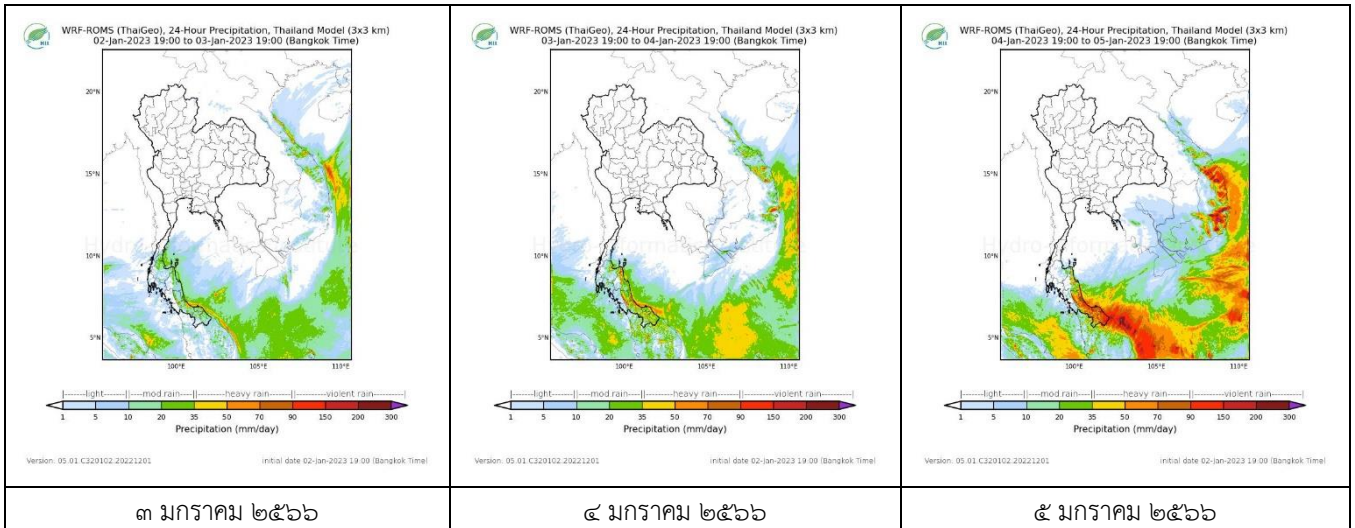 WRF-ROMS (ThaiGeo), 24-Hour Precipitation, Thailand Model (3x3 km)
02-Jan-2023 19:00 to 03-Jan-2023 19:00 (Bangkok Time)
20°N
15°N
10°N
5°N
100°E
105°E
110°E
|------light------||---mod rain---||------heavy rain------||------violent rain------|
1 5 10 20 35 50 70 90 150 200 300
Precipitation (mm/day)
Version: 05.01.C320102.20221201
initial date 02-Jan-2023 19:00 (Bangkok Time)
๓ มกราคม ๒๕๖๖
WRF-ROMS (ThaiGeo), 24-Hour Precipitation, Thailand Model (3x3 km)
03-Jan-2023 19:00 to 04-Jan-2023 19:00 (Bangkok Time)
20°N
15°N
10°N
5°N
100°E
105°E
110°E
|------light------||---mod rain---||------heavy rain------||------violent rain------|
1 5 10 20 35 50 70 90 150 200 300
Precipitation (mm/day)
Version: 05.01.C320102.20221201
initial date 02-Jan-2023 19:00 (Bangkok Time)
๔ มกราคม ๒๕๖๖
WRF-ROMS (ThaiGeo), 24-Hour Precipitation, Thailand Model (3x3 km)
04-Jan-2023 19:00 to 05-Jan-2023 19:00 (Bangkok Time)
20°N
15°N
10°N
5°N
100°E
105°E
110°E
|------light------||---mod rain---||------heavy rain------||------violent rain------|
1 5 10 20 35 50 70 90 150 200 300
Precipitation (mm/day)
Version: 05.01.C320102.20221201
initial date 02-Jan-2023 19:00 (Bangkok Time)
๕ มกราคม ๒๕๖๖